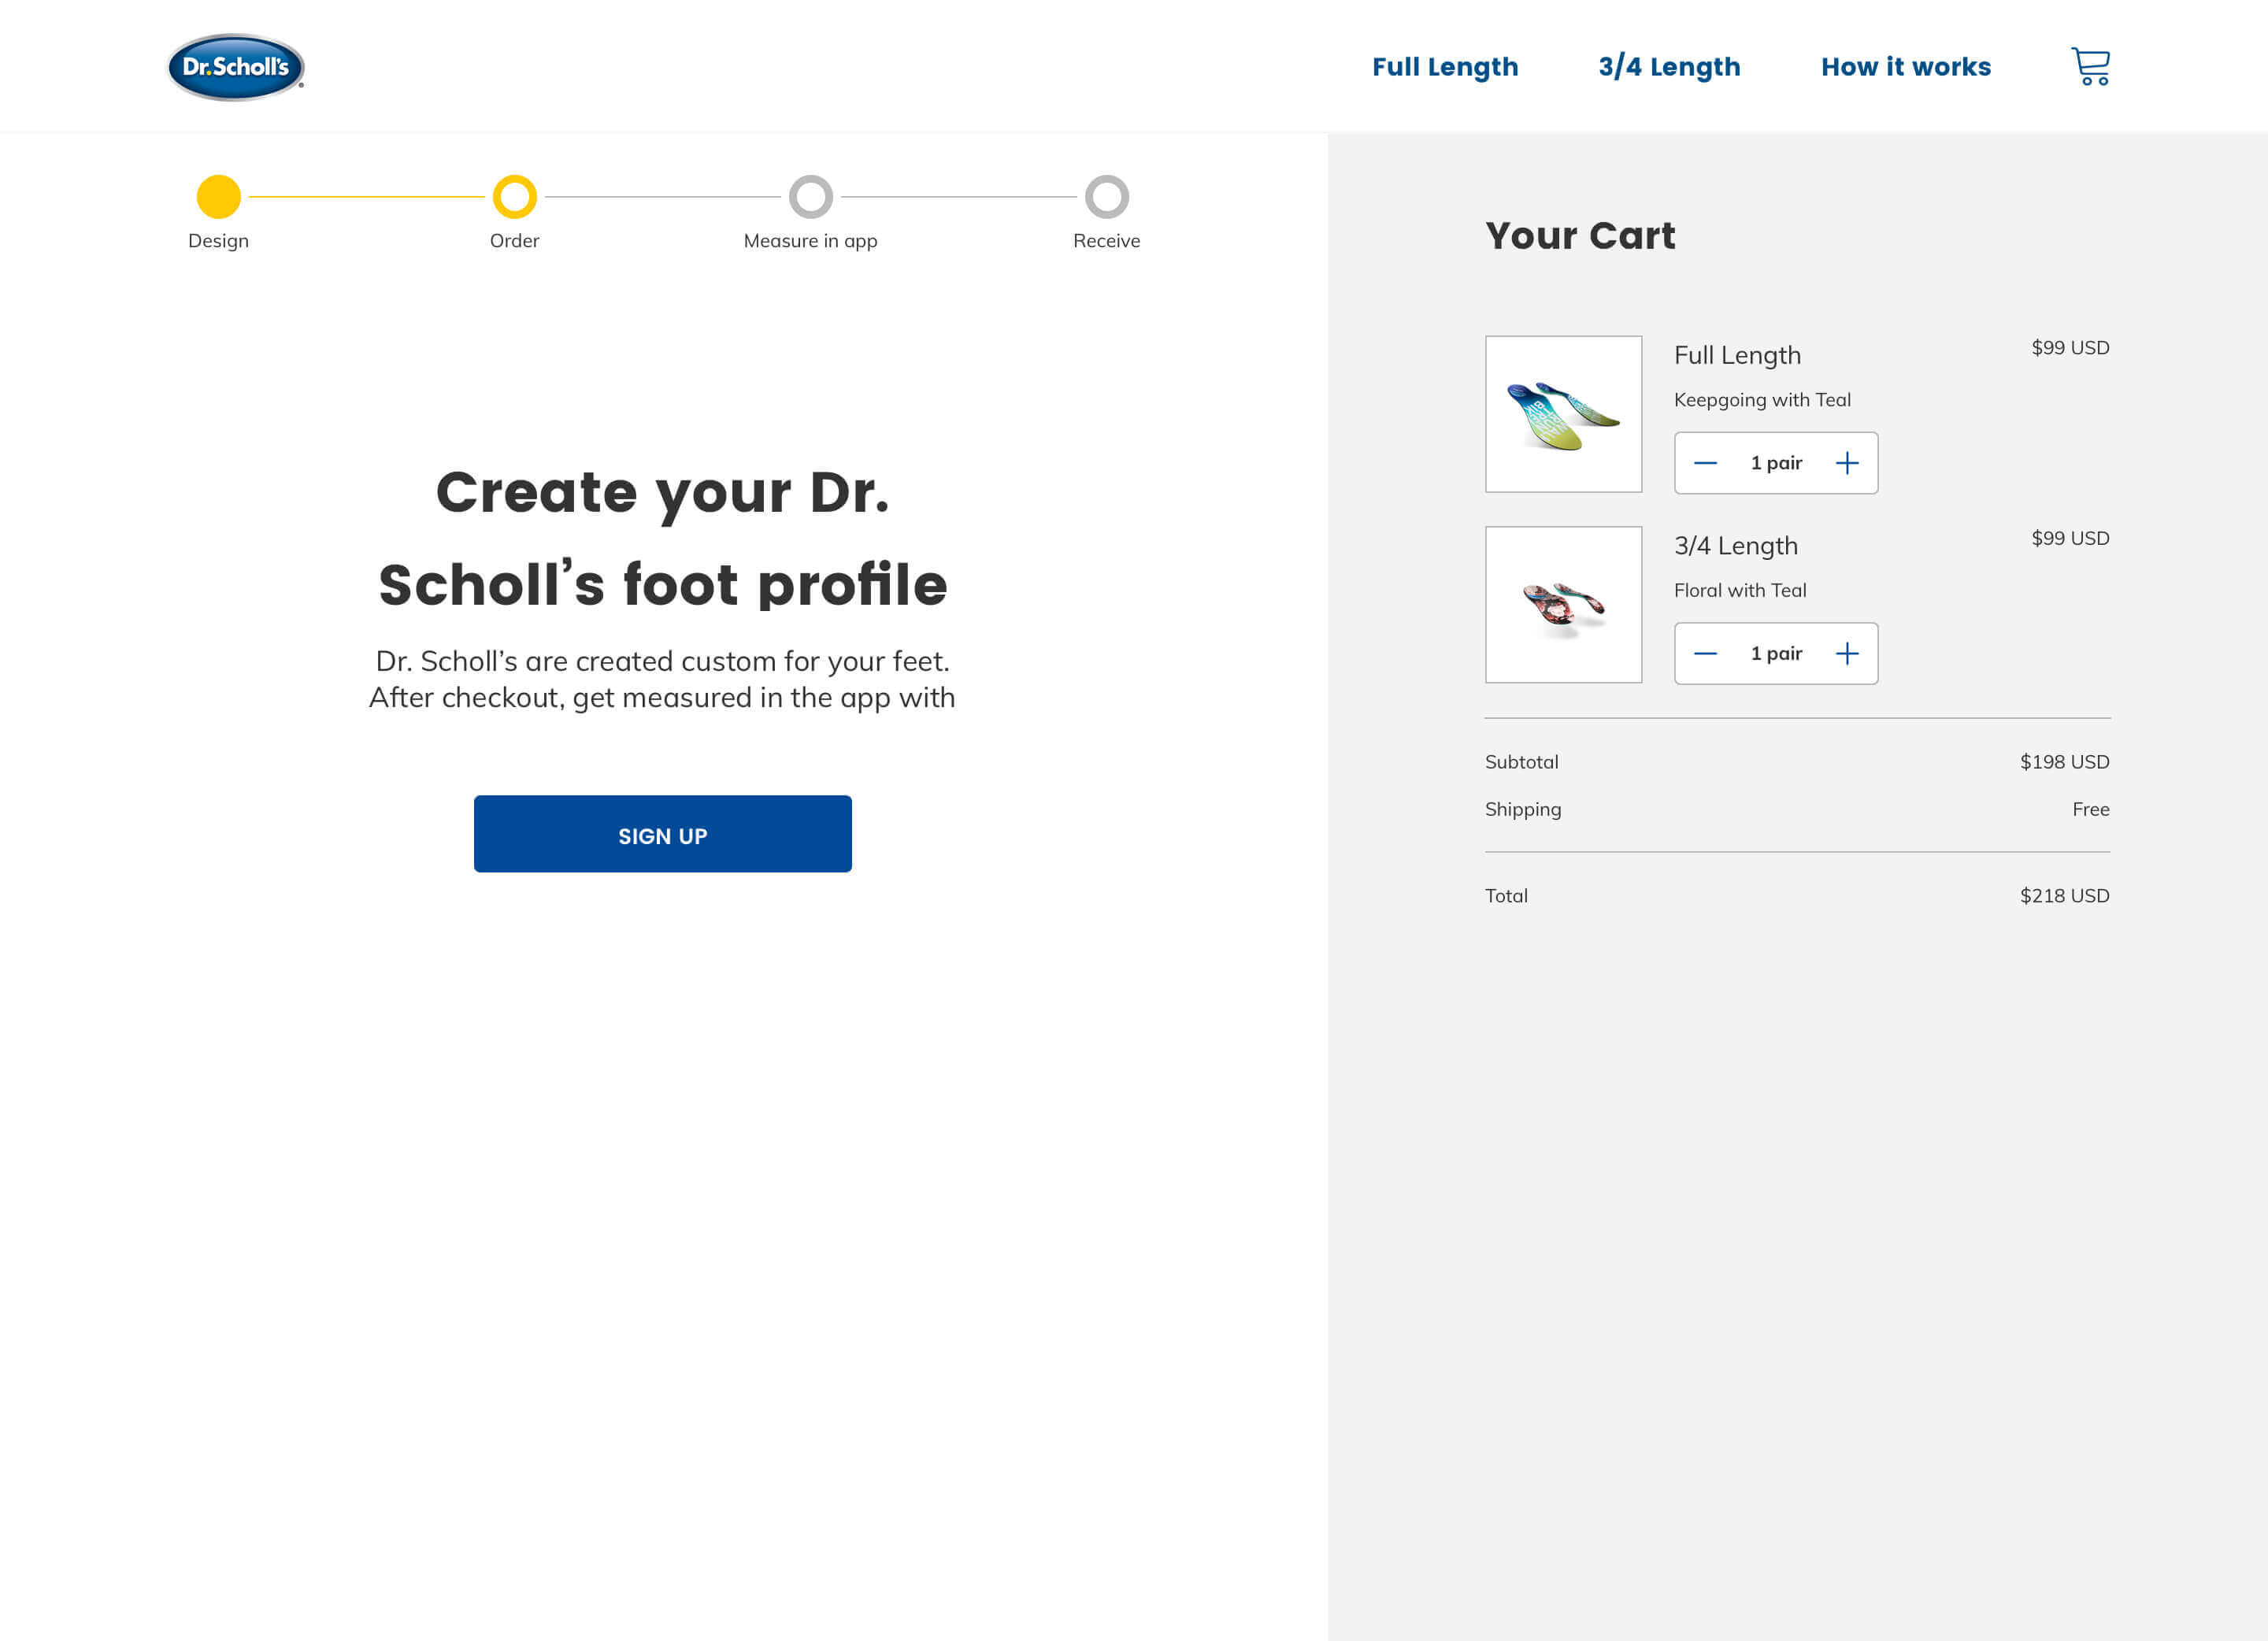 Dr.Scholl's
Full Length
3/4 Length
How it works
Design
Order
Measure in app
Receive
Create your Dr.
Scholl’s foot profile
Dr. Scholl’s are created custom for your feet.
After checkout, get measured in the app with
SIGN UP
Your Cart
Full Length
$99 USD
Keepgoing with Teal
1 pair
3/4 Length
$99 USD
Floral with Teal
1 pair
Subtotal
$198 USD
Shipping
Free
Total
$218 USD